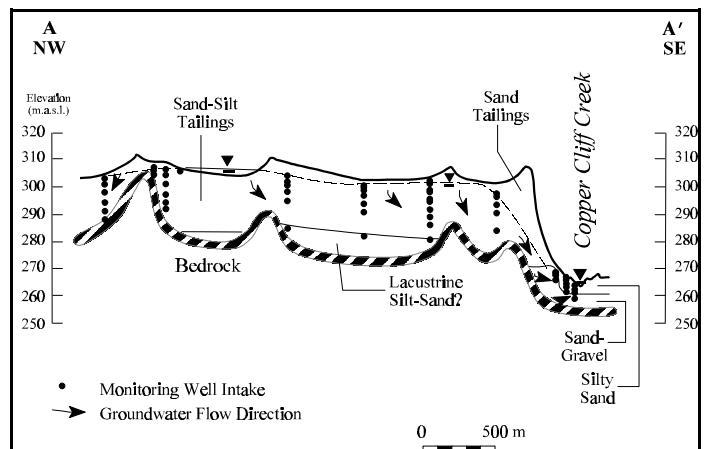 A
NW
A′
SE
Copper Cliff Creek
Elevation
(m.a.s.l.)
Sand-Silt
Tailings
Sand
Tailings
320
310
300
290
280
270
260
250
320
310
300
290
280
270
260
250
Bedrock
Lacustrine
Silt-Sand?
Sand-
Gravel
Silty
Sand
Monitoring Well Intake
Groundwater Flow Direction
0 500 m